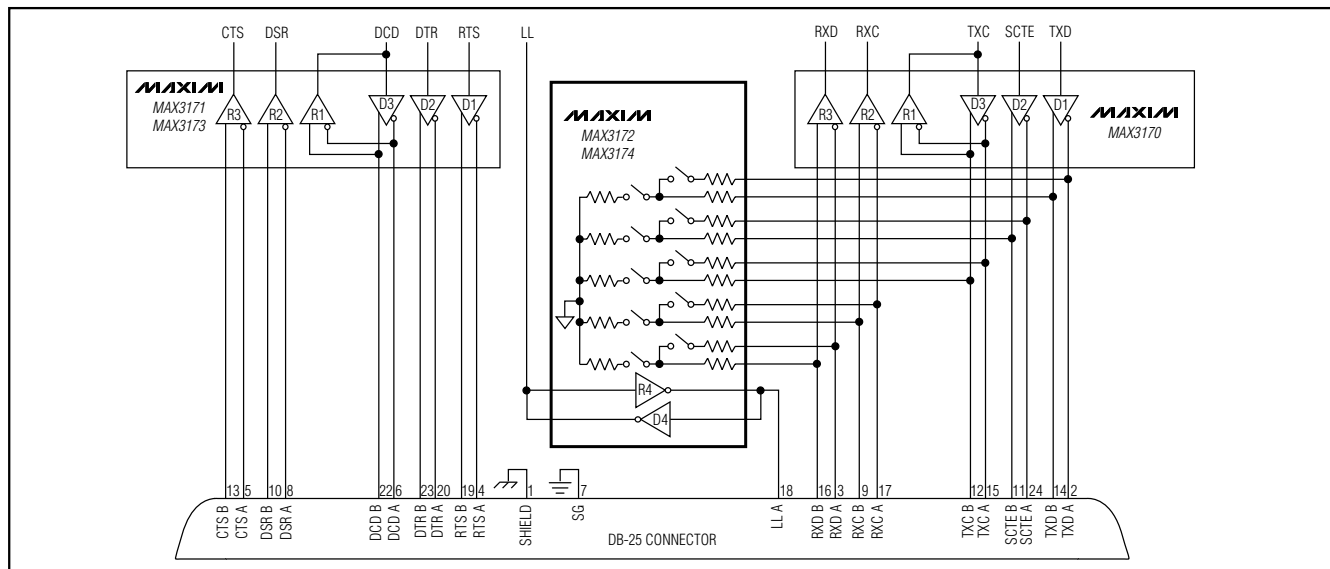 CTS DSR DCD DTR RTS LL RXD RXC TXC SCTE TXD
MAXIM
MAX3171
MAX3173
R3 R2 R1 D3 D2 D1
MAXIM
MAX3172
MAX3174
R4
D4
R3 R2 R1 D3 D2 D1
MAXIM
MAX3170
13 5 10 8 22 6 23 20 19 4 1 7 18 16 3 9 17 12 15 11 24 14 2
CTS B
CTS A
DSR B
DSR A
DCD B
DCD A
DTR B
DTR A
RTS B
RTS A
SHIELD
SG
LL A
RXD B
RXD A
RXC B
RXC A
TXC B
TXC A
SCTE B
SCTE A
TXD B
TXD A
DB-25 CONNECTOR